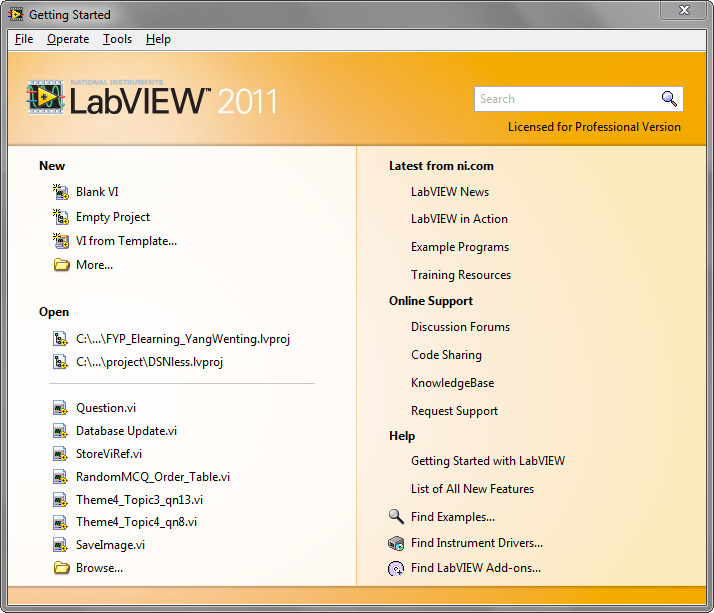 Getting Started
File Operate Tools Help
NATIONAL INSTRUMENTS
LabVIEW™ 2011
Search
Licensed for Professional Version
New
Blank VI
Empty Project
VI from Template...
More...
Open
C:\...\FYP_Elearning_YangWenting.lvproj
C:\...\project\DSNless.lvproj
Question.vi
Database Update.vi
StoreViRef.vi
RandomMCQ_Order_Table.vi
Theme4_Topic3_qn13.vi
Theme4_Topic4_qn8.vi
SaveImage.vi
Browse...
Latest from ni.com
LabVIEW News
LabVIEW in Action
Example Programs
Training Resources
Online Support
Discussion Forums
Code Sharing
KnowledgeBase
Request Support
Help
Getting Started with LabVIEW
List of All New Features
Find Examples...
Find Instrument Drivers...
Find LabVIEW Add-ons...